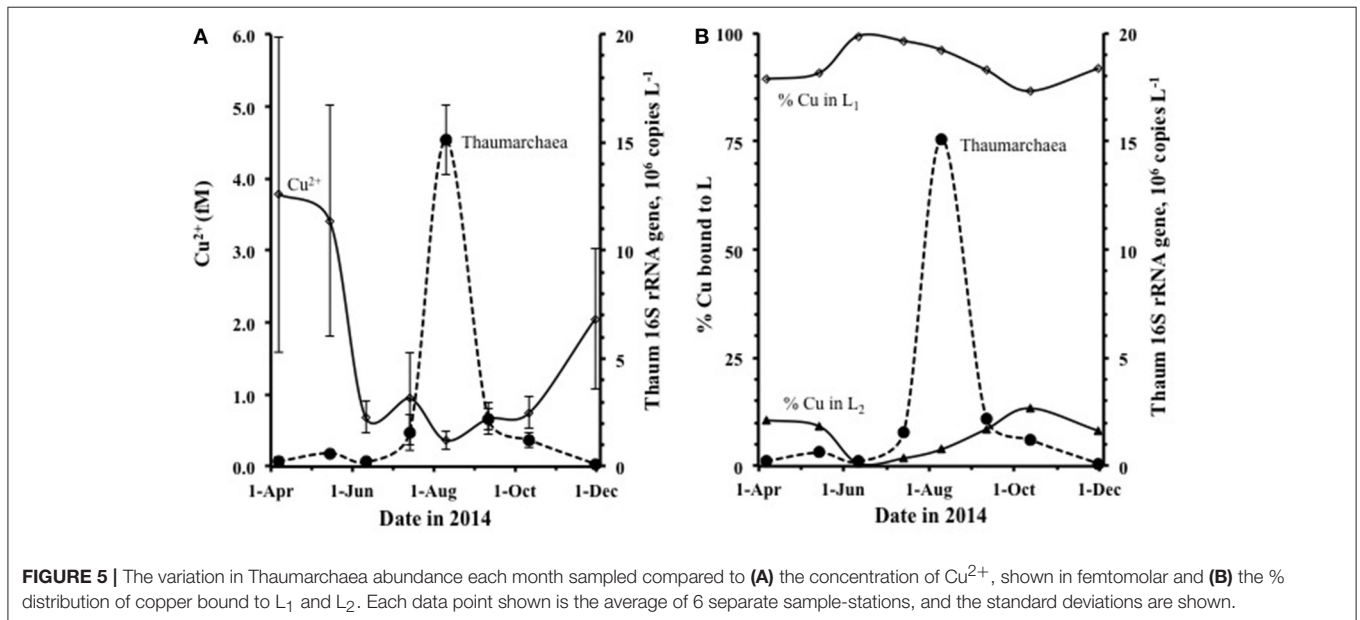 A
6.0
5.0
4.0
3.0
2.0
1.0
0.0
Cu²⁺(fM)
Cu²⁺
Thaumarchaea
20
15
10
5
0
Thaum 16S rRNA gene, 10⁶ copies L⁻¹
1-Apr 1-Jun 1-Aug 1-Oct 1-Dec
Date in 2014
B
100
75
50
25
0
% Cu bound to L
% Cu in L₁
Thaumarchaea
% Cu in L₂
20
15
10
5
0
Thaum 16S rRNA gene, 10⁶ copies L⁻¹
1-Apr 1-Jun 1-Aug 1-Oct 1-Dec
Date in 2014
FIGURE 5 | The variation in Thaumarchaea abundance each month sampled compared to (A) the concentration of Cu²⁺, shown in femtomolar and (B) the %
distribution of copper bound to L₁ and L₂. Each data point shown is the average of 6 separate sample-stations, and the standard deviations are shown.